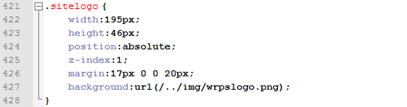 421 .sitelogo{
422 width:195px;
423 height:46px;
424 position:absolute;
425 z-index:1;
426 margin:17px 0 0 20px;
427 background:url(/../img/wrpslogo.png);
428 }